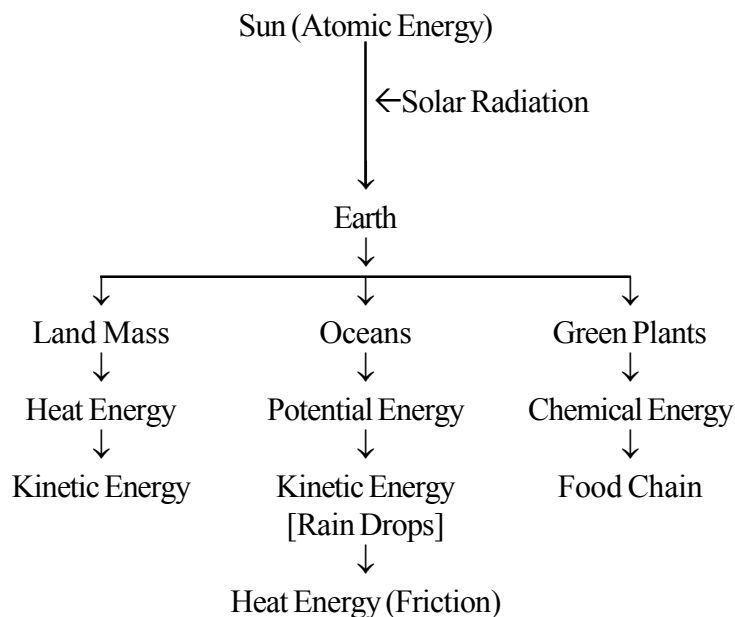 Sun (Atomic Energy)
←Solar Radiation
Earth
Land Mass
Oceans
Green Plants
Heat Energy
Potential Energy
Chemical Energy
Kinetic Energy
Kinetic Energy
[Rain Drops]
Food Chain
Heat Energy (Friction)